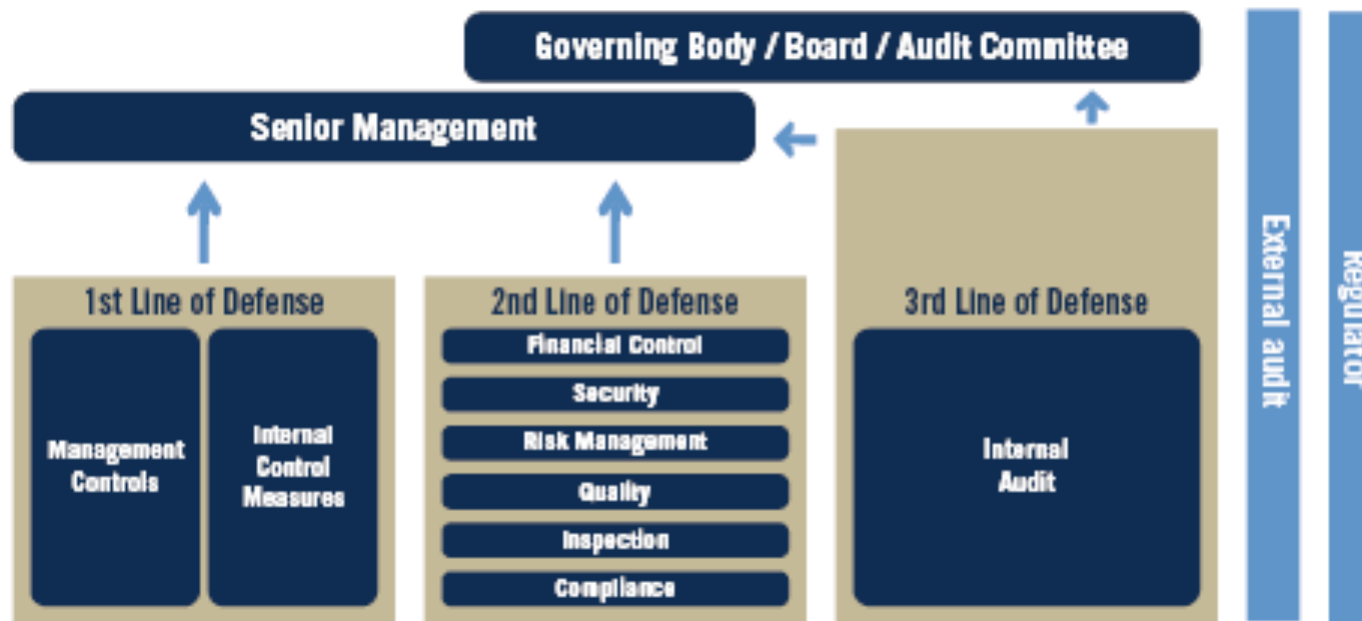 Governing Body / Board / Audit Committee
Senior Management
1st Line of Defense
Management
Controls
Internal
Control
Measures
2nd Line of Defense
Financial Control
Security
Risk Management
Quality
Inspection
Compliance
3rd Line of Defense
Internal
Audit
External audit
Regulator